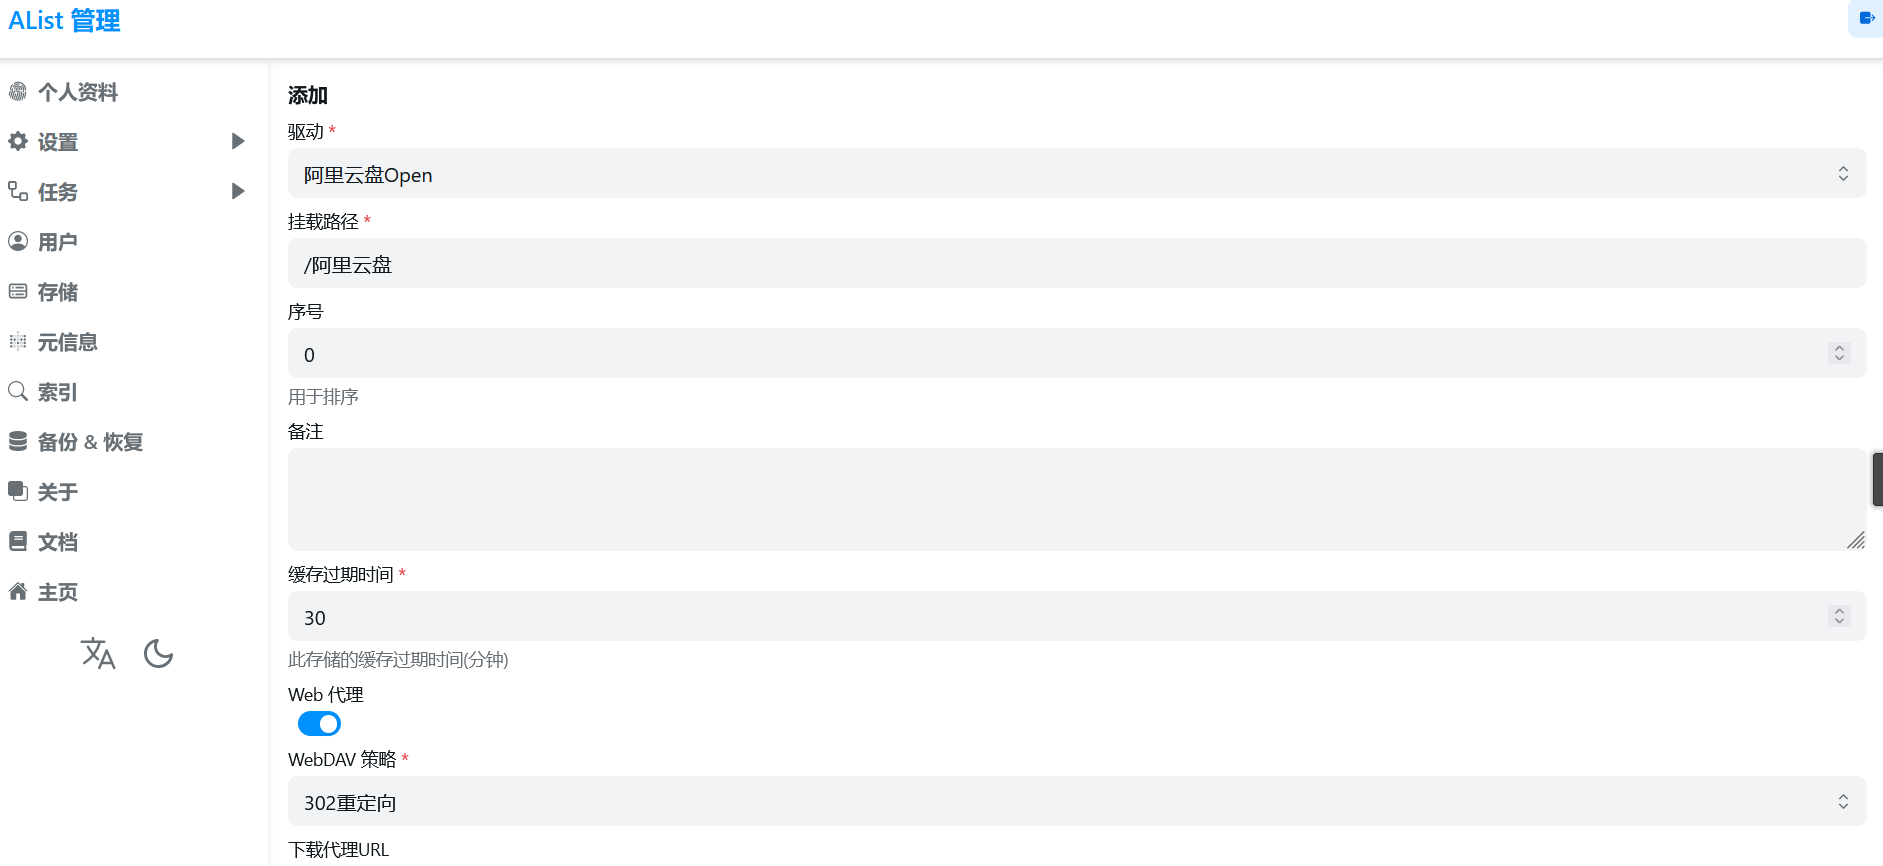 AList 管理
个人资料
设置
任务
用户
存储
元信息
索引
备份 & 恢复
关于
文档
主页
添加
驱动 *
阿里云盘Open
挂载路径 *
/阿里云盘
序号
0
用于排序
备注
缓存过期时间 *
30
此存储的缓存过期时间(分钟)
Web 代理
WebDAV 策略 *
302重定向
下载代理URL